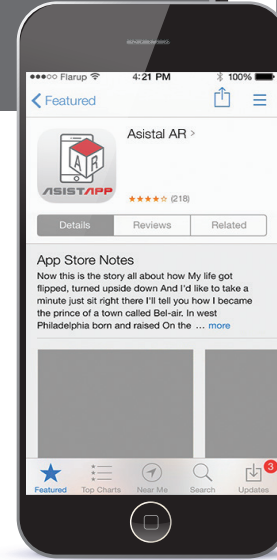 Fiarup 4:21 PM 100%
Featured
Asistal AR >
AR
ASISTAPP
(218)
Details Reviews Related
App Store Notes
Now this is the story all about how My life got
flipped, turned upside down And I'd like to take a
minute just sit right there I'll tell you how I became
the prince of a town called Bel-air. In west
Philadelphia born and raised On the ... more
3
Featured Top Charts Near Me Search Updates